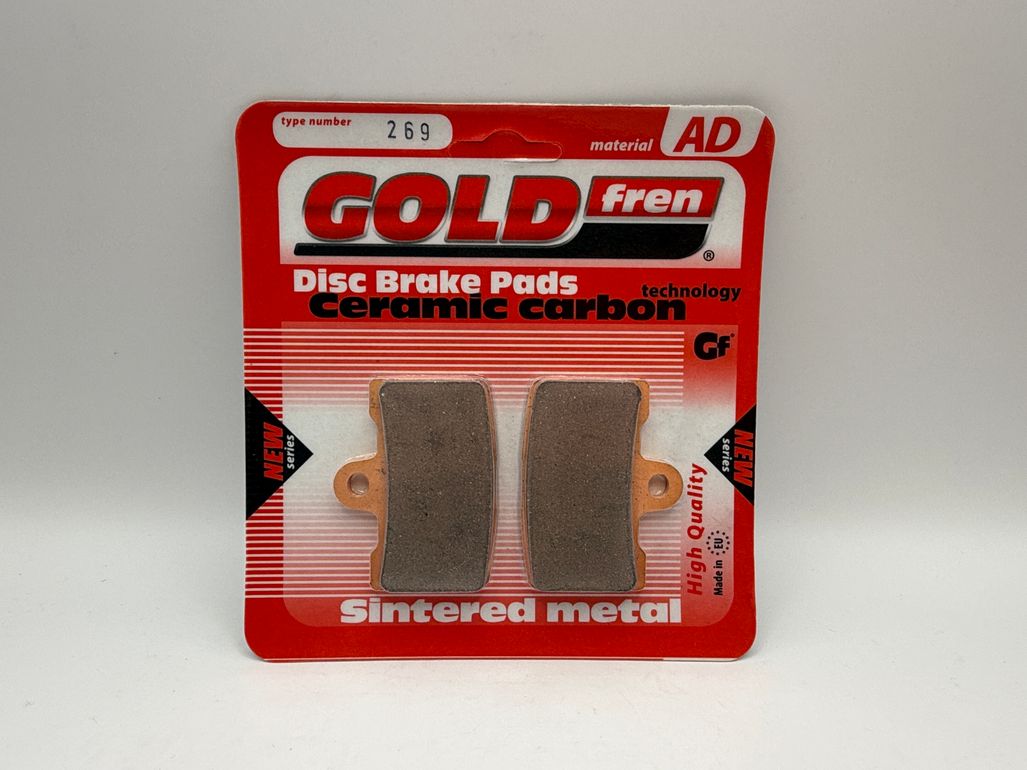 type number 269
material AD
GOLD fren
®
Disc Brake Pads
technology
Ceramic carbon
Gf
NEW
series
NEW
series
High Quality
Made in EU
Sintered metal